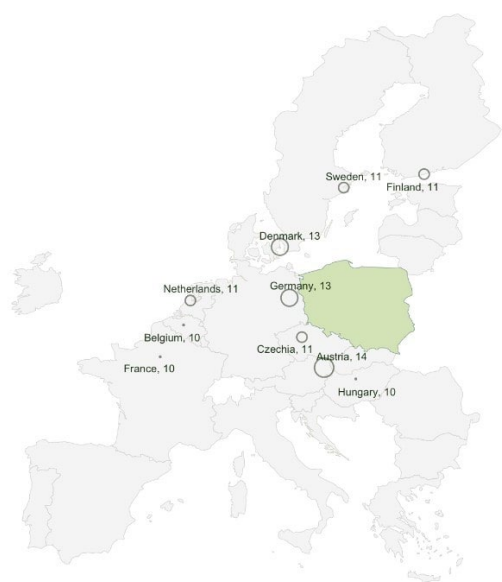 Sweden, 11
Finland, 11
Denmark, 13
Netherlands, 11
Germany, 13
Belgium, 10
Czechia, 11
Austria, 14
France, 10
Hungary, 10